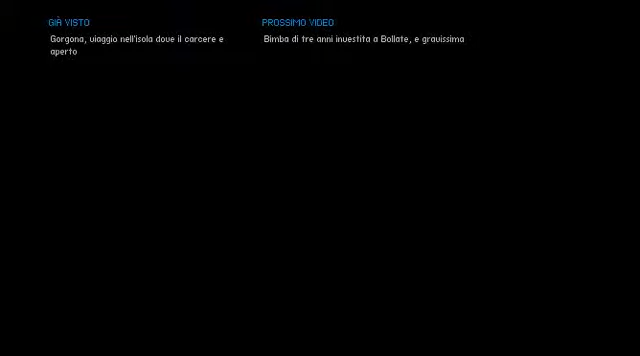 GIÀ VISTO
Gorgona, viaggio nell'isola dove il carcere e
aperto
PROSSIMO VIDEO
Bimba di tre anni investita a Bollate, e gravissima